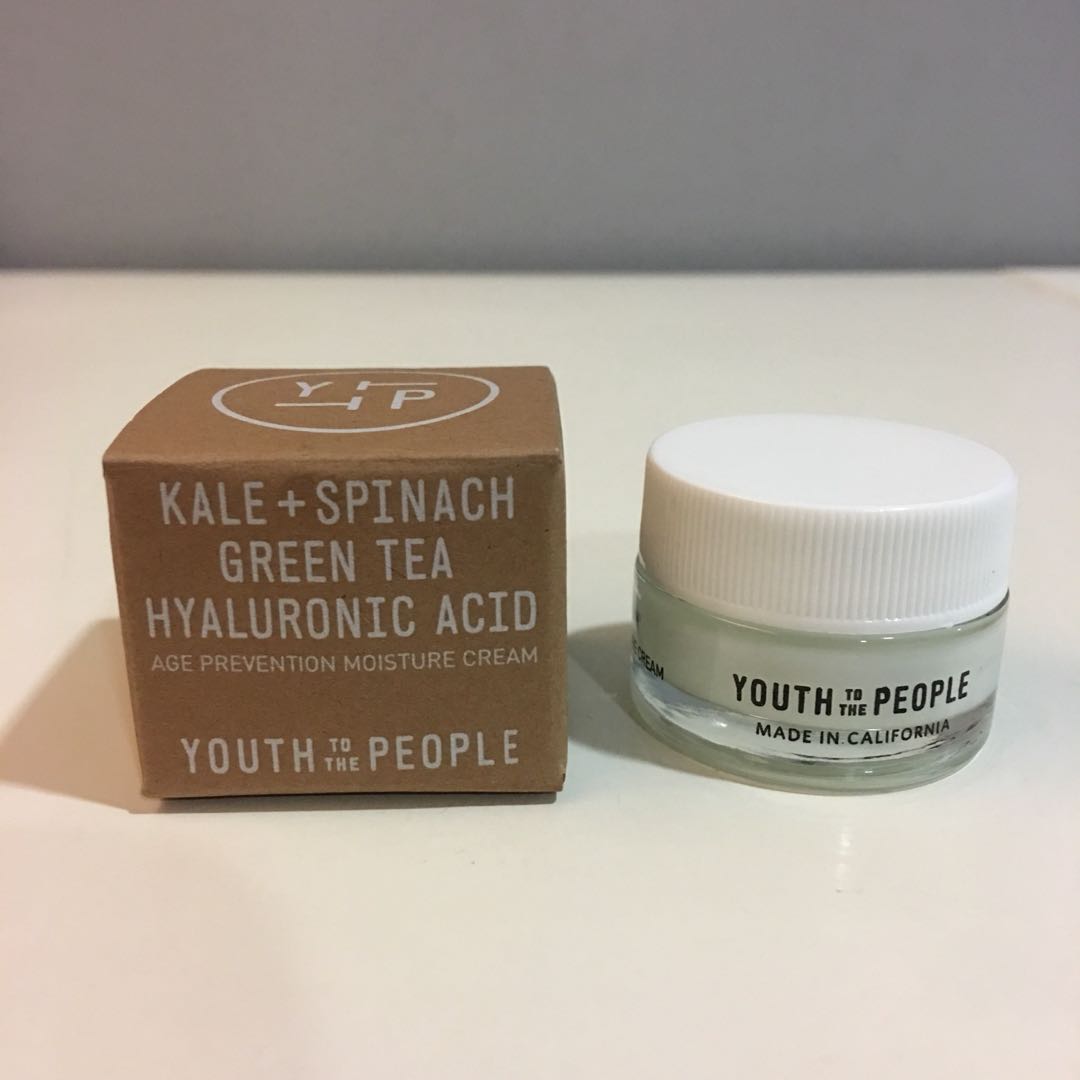 Y T
T P
KALE + SPINACH
GREEN TEA
HYALURONIC ACID
AGE PREVENTION MOISTURE CREAM
YOUTH TO THE PEOPLE
CREAM
YOUTH TO THE PEOPLE
MADE IN CALIFORNIA